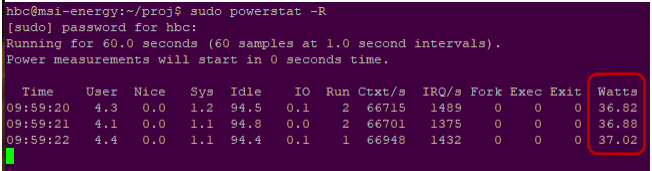 hbc@msi-energy:~/proj$ sudo powerstat -R
[sudo] password for hbc:
Running for 60.0 seconds (60 samples at 1.0 second intervals).
Power measurements will start in 0 seconds time.
Time User Nice Sys Idle IO Run Ctxt/s IRQ/s Fork Exec Exit Watts
09:59:20 4.3 0.0 1.2 94.5 0.1 2 66715 1489 0 0 0 36.82
09:59:21 4.1 0.0 1.1 94.8 0.0 2 66701 1375 0 0 0 36.88
09:59:22 4.4 0.0 1.1 94.4 0.1 1 66948 1432 0 0 0 37.02